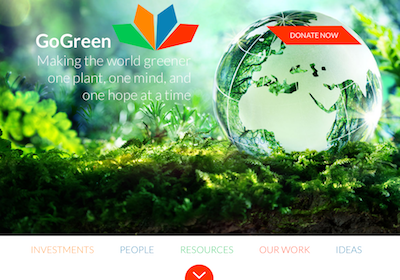 GoGreen
DONATE NOW
Making the world greener,
one plant, one mind, and
one hope at a time
INVESTMENTS PEOPLE RESOURCES OUR WORK IDEAS